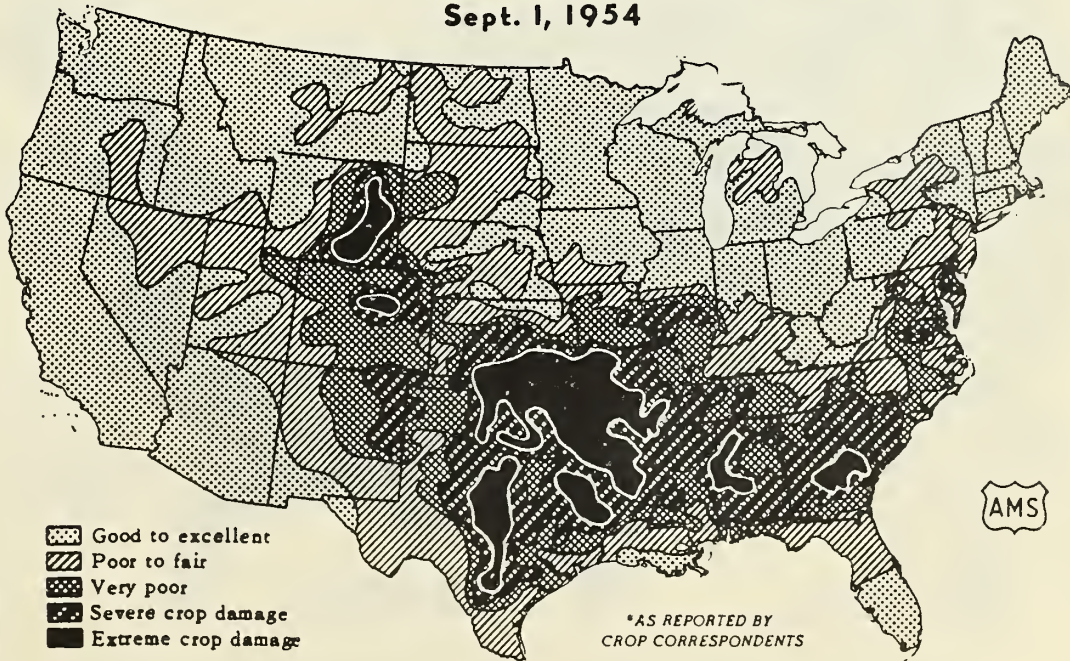 Sept. 1, 1954
AMS
Good to excellent
Poor to fair
Very poor
Severe crop damage
Extreme crop damage
*AS REPORTED BY
CROP CORRESPONDENTS